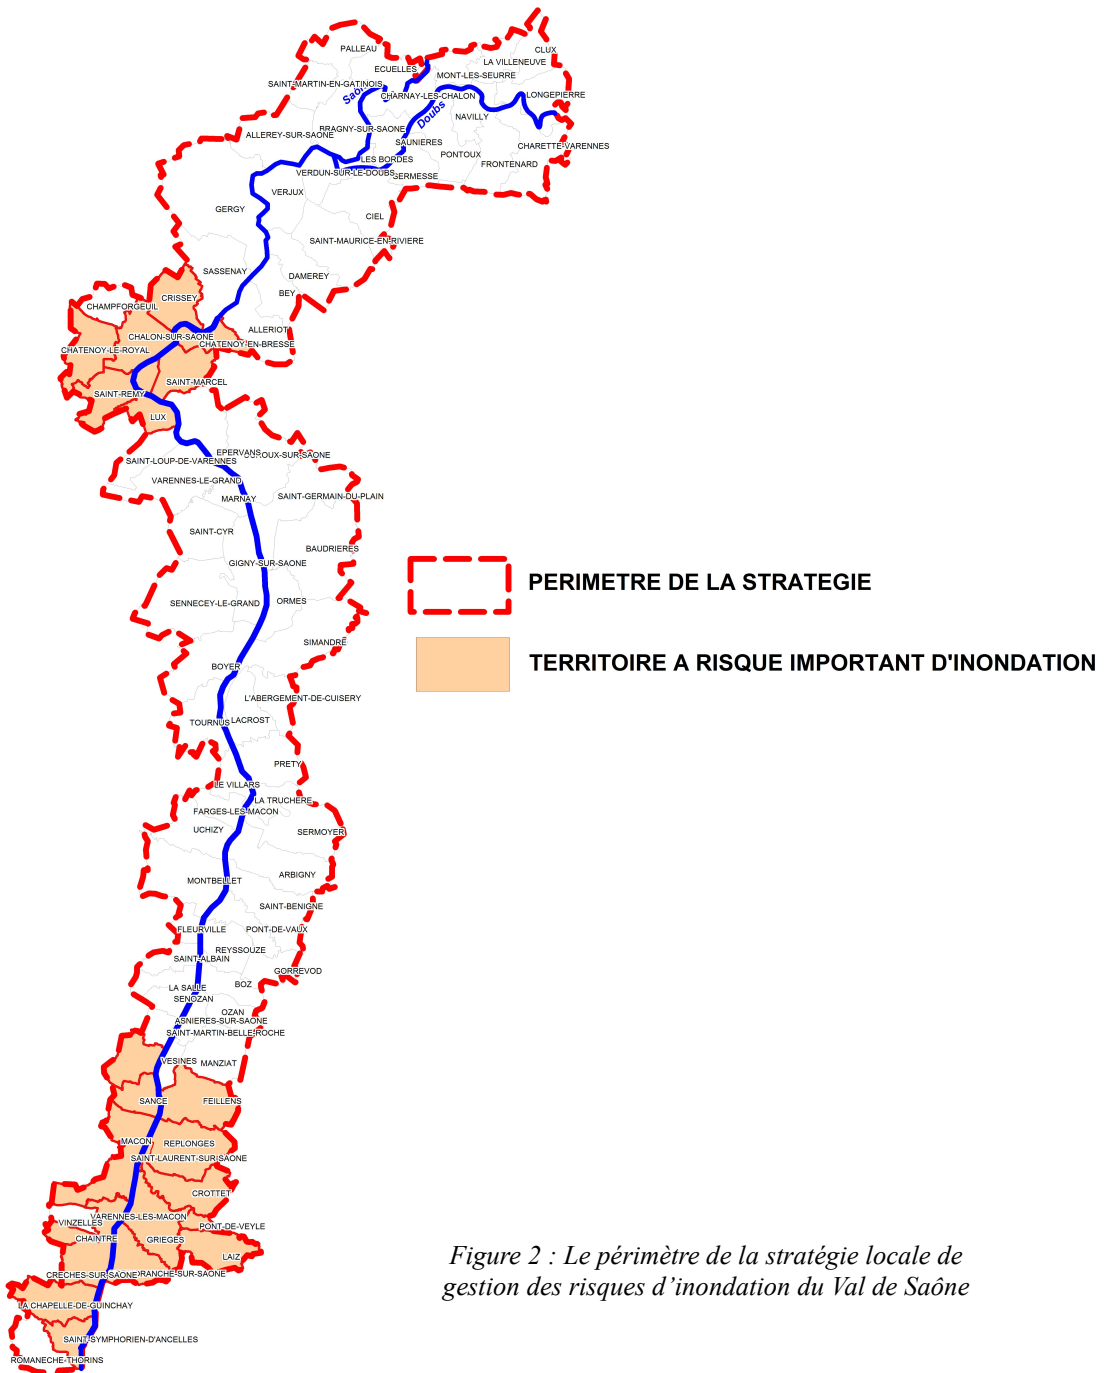 PALLEAU
CLUX
LA VILLENEUVE
ECUELLES
MONT-LES-SEURRE
SAINT-MARTIN-EN-GATINOIS
CHARNAY-LES-CHALON
LONGEPIERRE
Doubs
NAVILLY
BRAGNY-SUR-SAONE
ALLEREY-SUR-SAONE
SAUNIERES
CHARETTE-VARENNES
PONTOUX
LES BORDES
FRONTENARD
VERDUN-SUR-LE-DOUBS
VERJUX
GERGY
CIEL
SAINT-MAURICE-EN-RIVIERE
SASSENAY
DAMEREY
BEY
CRISSEY
CHAMPFORGEUIL
ALLERIOT
CHALON-SUR-SAONE
CHATENOY-EN-BRESSE
CHATENOY-LE-ROYAL
SAINT-MARCEL
SAINT-REMY
LUX
EPERVANS
SAINT-LOUP-DE-VARENNES
VARENNES-LE-GRAND
MARNAY
SAINT-GERMAIN-DU-PLAIN
SAINT-CYR
BAUDRIERES
GIGNY-SUR-SAONE
SENNECEY-LE-GRAND
ORMES
SIMANDRE
BOYER
L'ABERGEMENT-DE-CUISERY
TOURNUS
LACROST
PRETY
LE VILLARS
LA TRUCHERE
FARGES-LES-MACON
UCHIZY
SERMOYER
ARBIGNY
MONTBELLET
SAINT-BENIGNE
FLEURVILLE
PONT-DE-VAUX
REYSSOUZE
SAINT-ALBAIN
GORREVOD
BOZ
LA SALLE
SENOZAN
OZAN
ASNIERES-SUR-SAONE
SAINT-MARTIN-BELLE-ROCHE
VESINES
MANZIAT
SANCE
FEILLENS
MACON
REPLONGES
SAINT-LAURENT-SUR-SAONE
CROTTET
VARENNES-LES-MACON
VINZELLES
PONT-DE-VEYLE
CHAINTRE
GRIEGES
LAIZ
CRECHES-SUR-SAONE
LA CHAPELLE-DE-GUINCHAY
SAINT-SYMPHORIEN-D'ANCELLES
ROMANECHE-THORINS
PERIMETRE DE LA STRATEGIE
TERRITOIRE A RISQUE IMPORTANT D'INONDATION
Figure 2 : Le périmètre de la stratégie locale de
gestion des risques d’inondation du Val de Saône